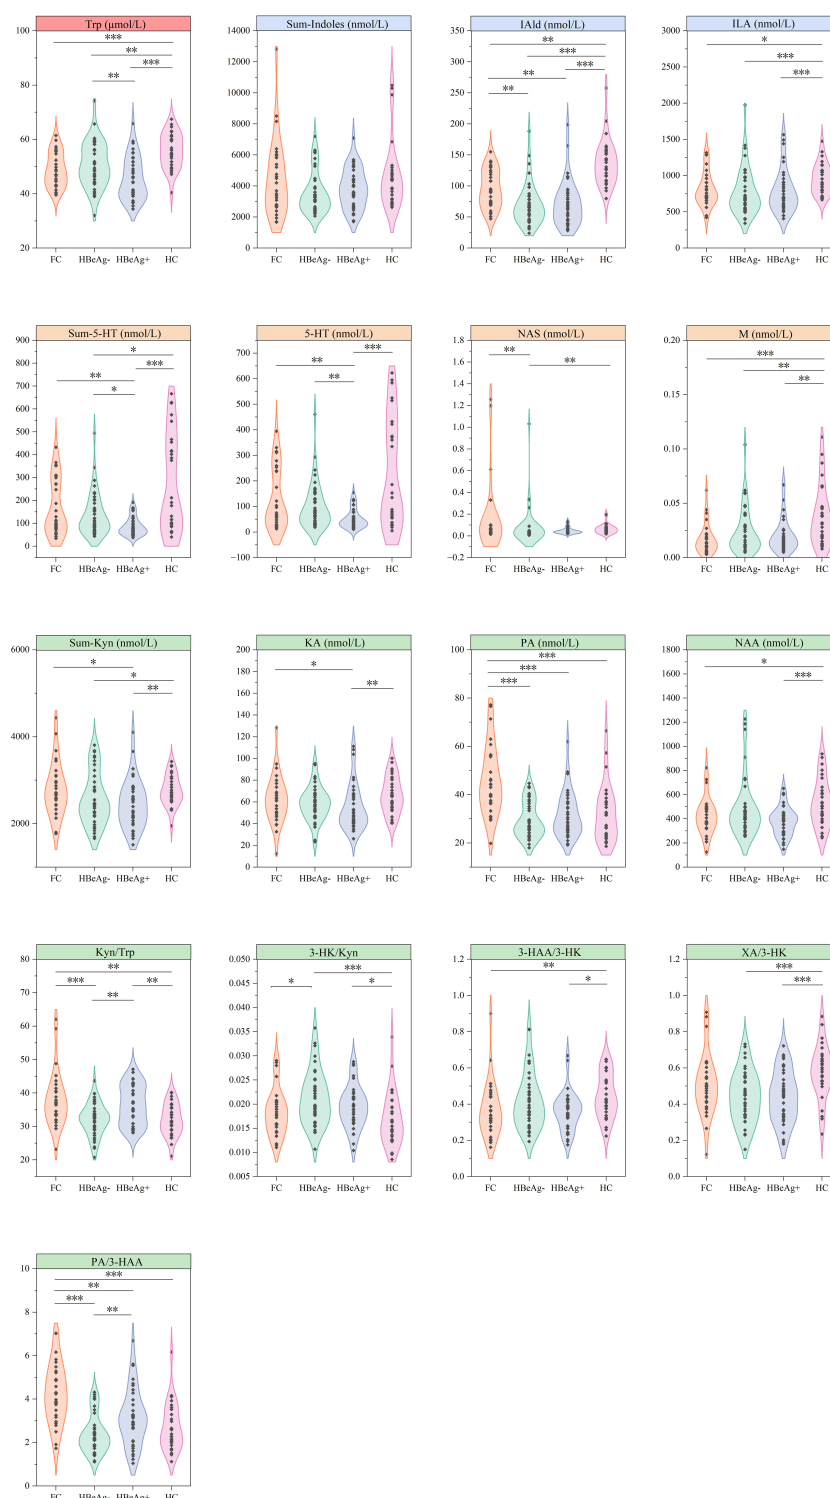 Trp (μmol/L) Sum-Indoles (nmol/L) IAld (nmol/L) ILA (nmol/L)
100 80 60 40 20
*** ** *** **
FC HBeAg- HBeAg+ HC
14000 12000 10000 8000 6000 4000 2000 0
FC HBeAg- HBeAg+ HC
350 300 250 200 150 100 50 0
** *** *** ** **
FC HBeAg- HBeAg+ HC
3000 2500 2000 1500 1000 500 0
* *** ***
FC HBeAg- HBeAg+ HC
Sum-5-HT (nmol/L) 5-HT (nmol/L) NAS (nmol/L) M (nmol/L)
900 800 700 600 500 400 300 200 100 0
* *** ** *
FC HBeAg- HBeAg+ HC
700 600 500 400 300 200 100 0 −100
*** ** **
FC HBeAg- HBeAg+ HC
1.8 1.6 1.4 1.2 1.0 0.8 0.6 0.4 0.2 0.0 −0.2
** **
FC HBeAg- HBeAg+ HC
0.20 0.15 0.10 0.05 0.00
*** ** **
FC HBeAg- HBeAg+ HC
Sum-Kyn (nmol/L) KA (nmol/L) PA (nmol/L) NAA (nmol/L)
6000 4000 2000
* * **
FC HBeAg- HBeAg+ HC
200 180 160 140 120 100 80 60 40 20 0
* **
FC HBeAg- HBeAg+ HC
100 80 60 40 20
*** *** ***
FC HBeAg- HBeAg+ HC
1800 1600 1400 1200 1000 800 600 400 200 0
* ***
FC HBeAg- HBeAg+ HC
Kyn/Trp 3-HK/Kyn 3-HAA/3-HK XA/3-HK
80 70 60 50 40 30 20
** *** ** **
FC HBeAg- HBeAg+ HC
0.050 0.045 0.040 0.035 0.030 0.025 0.020 0.015 0.010 0.005
*** * *
FC HBeAg- HBeAg+ HC
1.2 1.0 0.8 0.6 0.4 0.2 0.0
** *
FC HBeAg- HBeAg+ HC
1.2 1.0 0.8 0.6 0.4 0.2 0.0
*** ***
FC HBeAg- HBeAg+ HC
PA/3-HAA
10 8 6 4 2 0
*** ** *** **
FC HBeAg- HBeAg+ HC